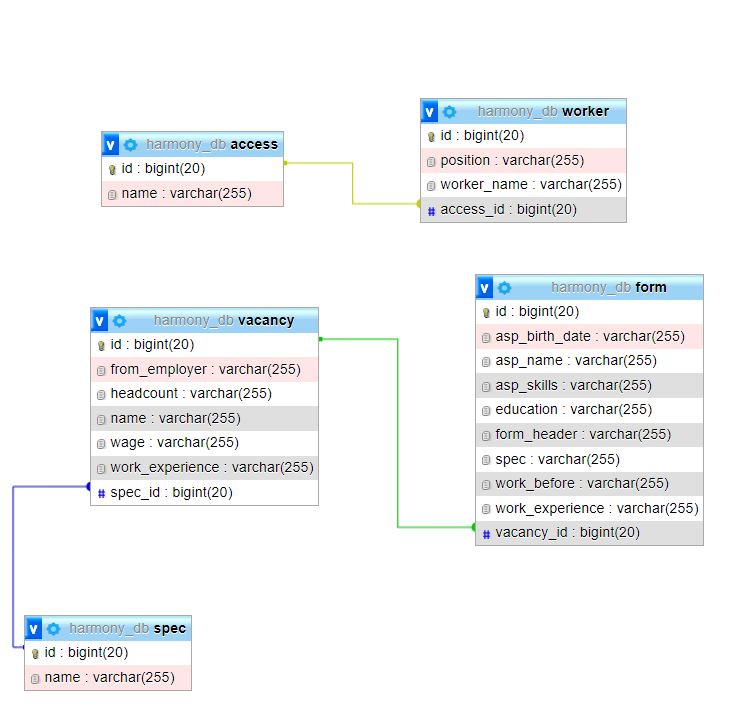 v harmony_db access
id : bigint(20)
name : varchar(255)
v harmony_db worker
id : bigint(20)
position : varchar(255)
worker_name : varchar(255)
# access_id : bigint(20)
v harmony_db vacancy
id : bigint(20)
from_employer : varchar(255)
headcount : varchar(255)
name : varchar(255)
wage : varchar(255)
work_experience : varchar(255)
# spec_id : bigint(20)
v harmony_db form
id : bigint(20)
asp_birth_date : varchar(255)
asp_name : varchar(255)
asp_skills : varchar(255)
education : varchar(255)
form_header : varchar(255)
spec : varchar(255)
work_before : varchar(255)
work_experience : varchar(255)
# vacancy_id : bigint(20)
v harmony_db spec
id : bigint(20)
name : varchar(255)